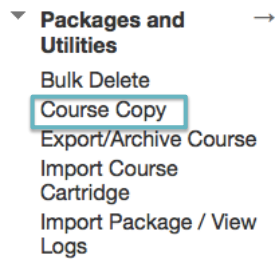 Packages and
Utilities
Bulk Delete
Course Copy
Export/Archive Course
Import Course
Cartridge
Import Package / View
Logs